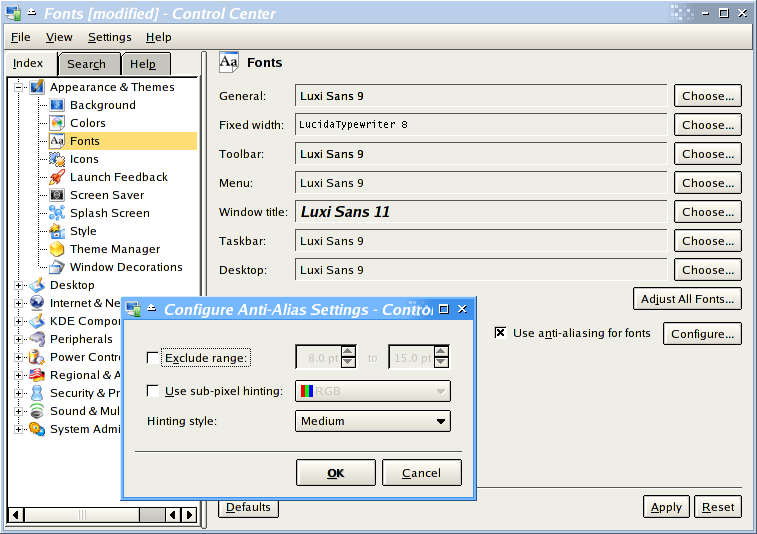 Fonts [modified] - Control Center
File View Settings Help
Index Search Help
Appearance & Themes
Background
Colors
Fonts
Icons
Launch Feedback
Screen Saver
Splash Screen
Style
Theme Manager
Window Decorations
Desktop
Internet & Ne
KDE Compo
Peripherals
Power Contr
Regional & A
Security & Pr
Sound & Mul
System Admi
Fonts
General: Luxi Sans 9 Choose...
Fixed width: LucidaTypewriter 8 Choose...
Toolbar: Luxi Sans 9 Choose...
Menu: Luxi Sans 9 Choose...
Window title: Luxi Sans 11 Choose...
Taskbar: Luxi Sans 9 Choose...
Desktop: Luxi Sans 9 Choose...
Adjust All Fonts...
Use anti-aliasing for fonts Configure...
Configure Anti-Alias Settings - Control
Exclude range: 8.0 pt to 15.0 pt
Use sub-pixel hinting: RGB
Hinting style: Medium
OK Cancel
Defaults Apply Reset